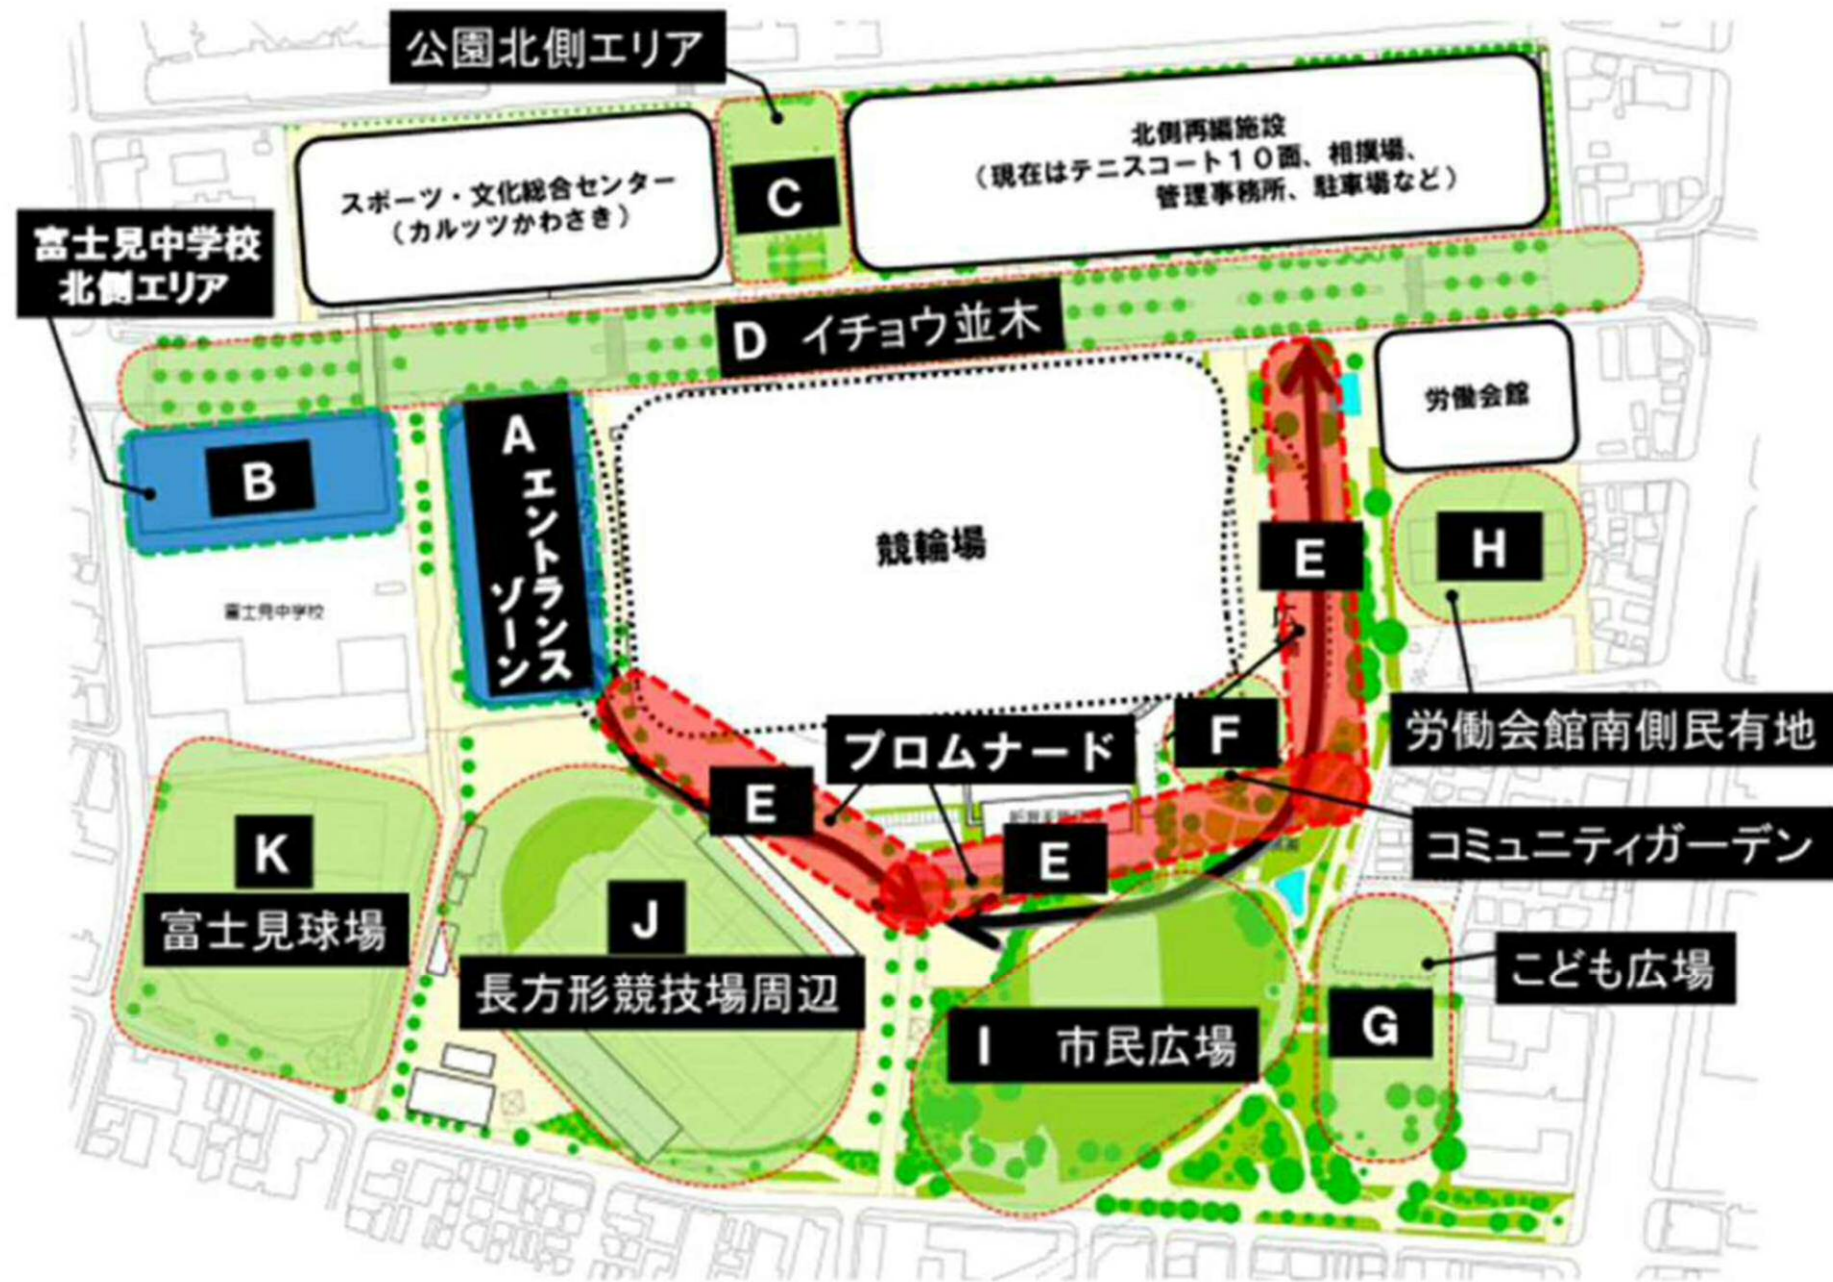 公園北側エリア
北側再編施設
（現在はテニスコート１０面、相撲場、
管理事務所、駐車場など）
C
スポーツ・文化総合センター
（カルッツかわさき）
富士見中学校
北側エリア
D イチョウ並木
労働会館
A
エントランス
ゾーン
B
競輪場
E
H
富士見中学校
労働会館南側民有地
F
プロムナード
E
E
コミュニティガーデン
K
富士見球場
J
長方形競技場周辺
こども広場
G
I 市民広場